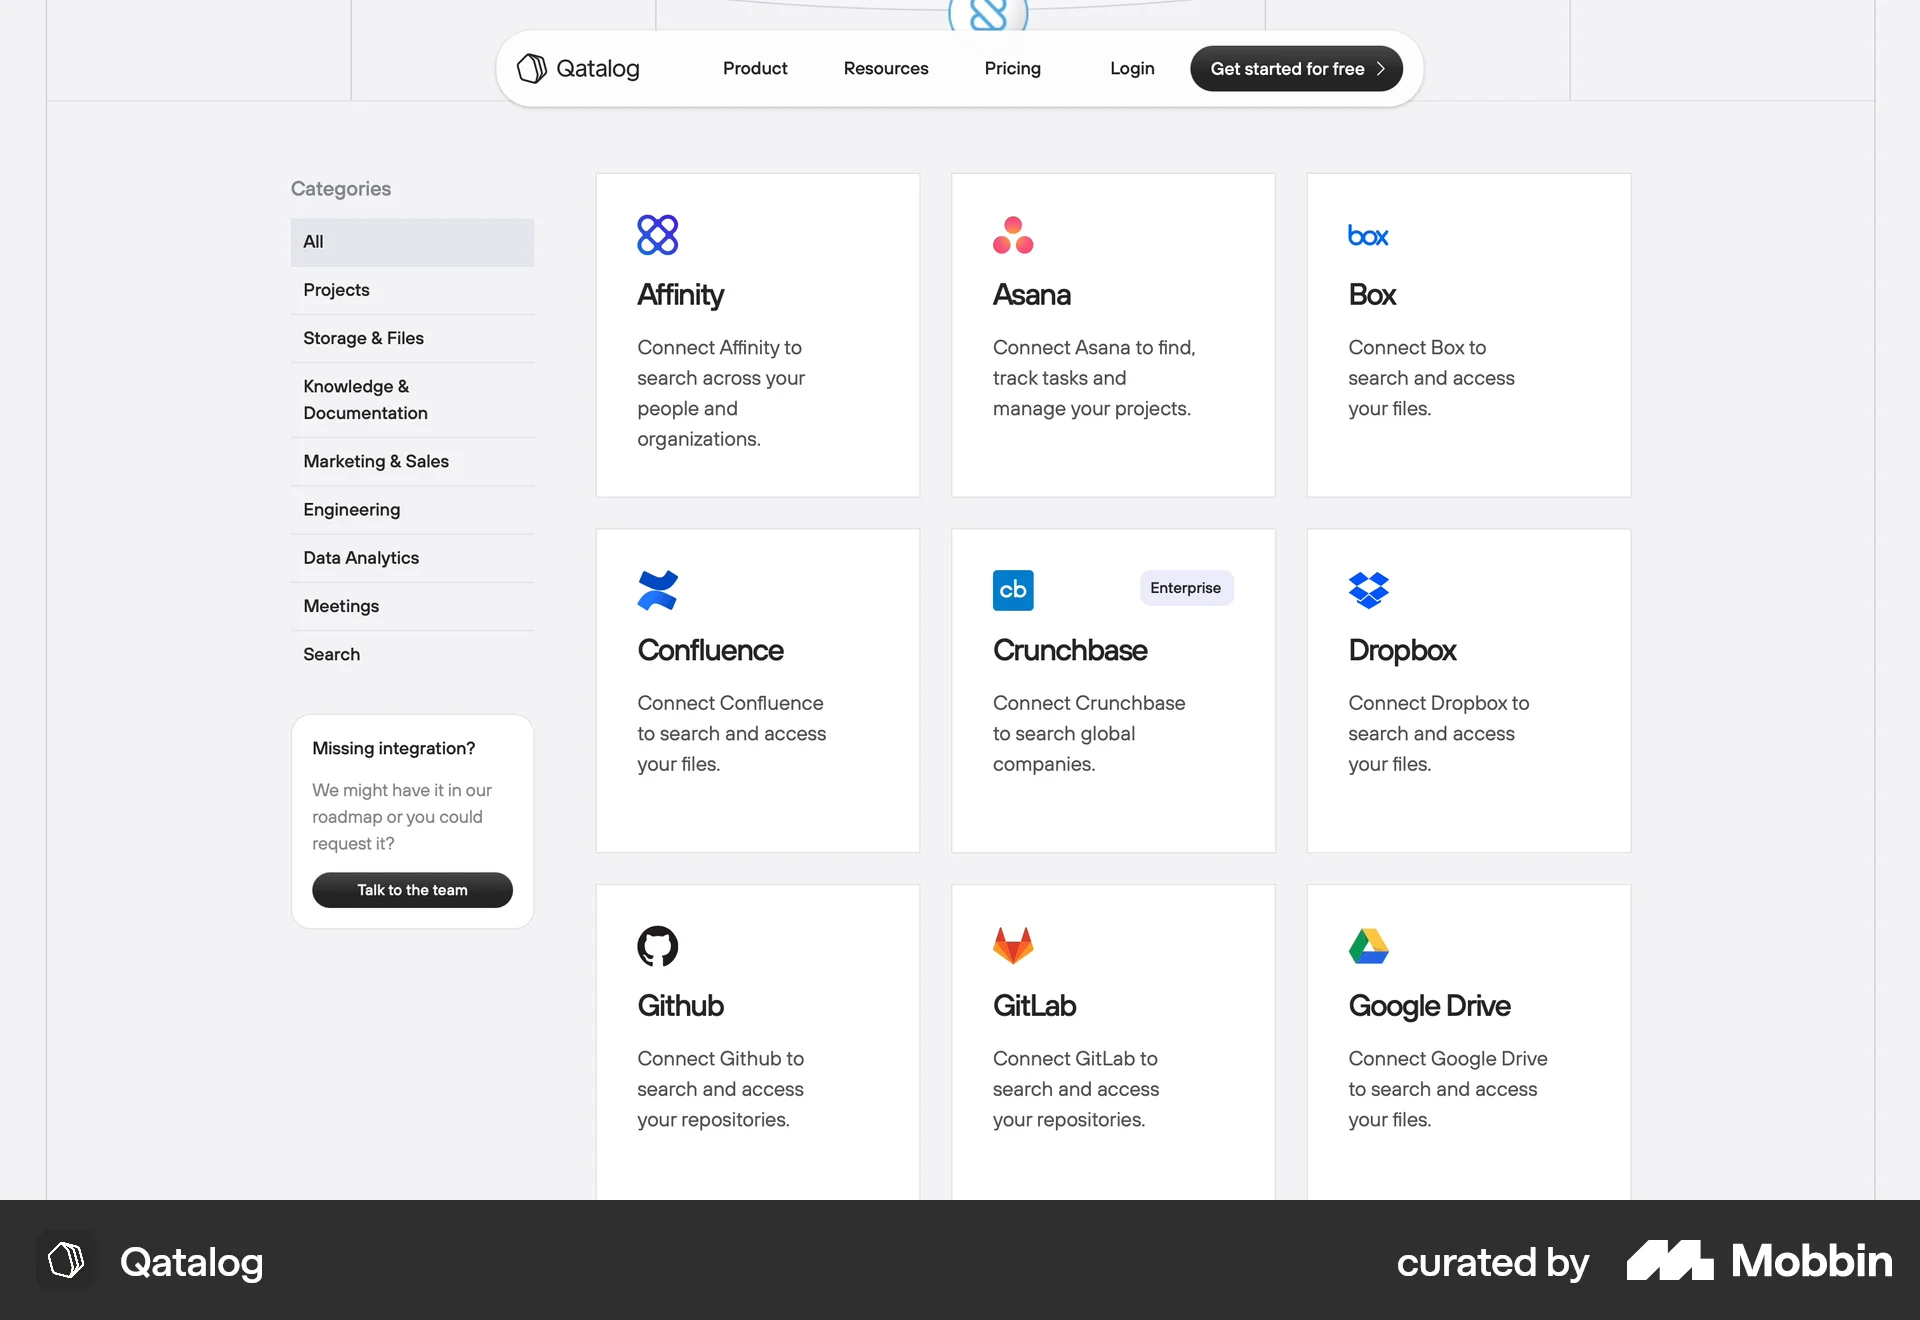 Qatalog
Product
Resources
Pricing
Login
Get started for free
Categories
All
Projects
Storage & Files
Knowledge &
Documentation
Marketing & Sales
Engineering
Data Analytics
Meetings
Search
Missing integration?
We might have it in our
roadmap or you could
request it?
Talk to the team
Affinity
Connect Affinity to
search across your
people and
organizations.
Asana
Connect Asana to find,
track tasks and
manage your projects.
box
Box
Connect Box to
search and access
your files.
Confluence
Connect Confluence
to search and access
your files.
cb
Enterprise
Crunchbase
Connect Crunchbase
to search global
companies.
Dropbox
Connect Dropbox to
search and access
your files.
Github
Connect Github to
search and access
your repositories.
GitLab
Connect GitLab to
search and access
your repositories.
Google Drive
Connect Google Drive
to search and access
your files.
Qatalog
curated by
Mobbin